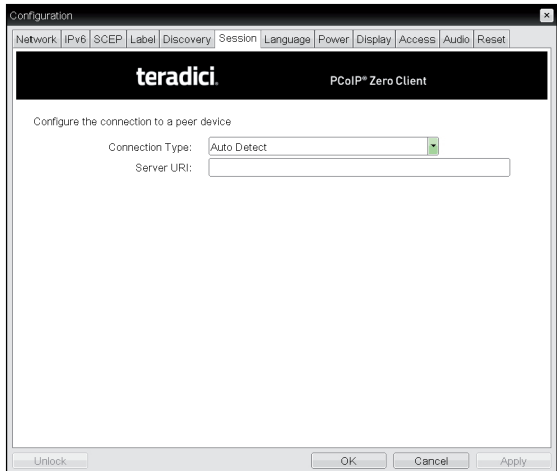 Configuration
Network IPv6 SCEP Label Discovery Session Language Power Display Access Audio Reset
teradici. PCoIP® Zero Client
Configure the connection to a peer device
Connection Type: Auto Detect
Server URI:
Unlock OK Cancel Apply